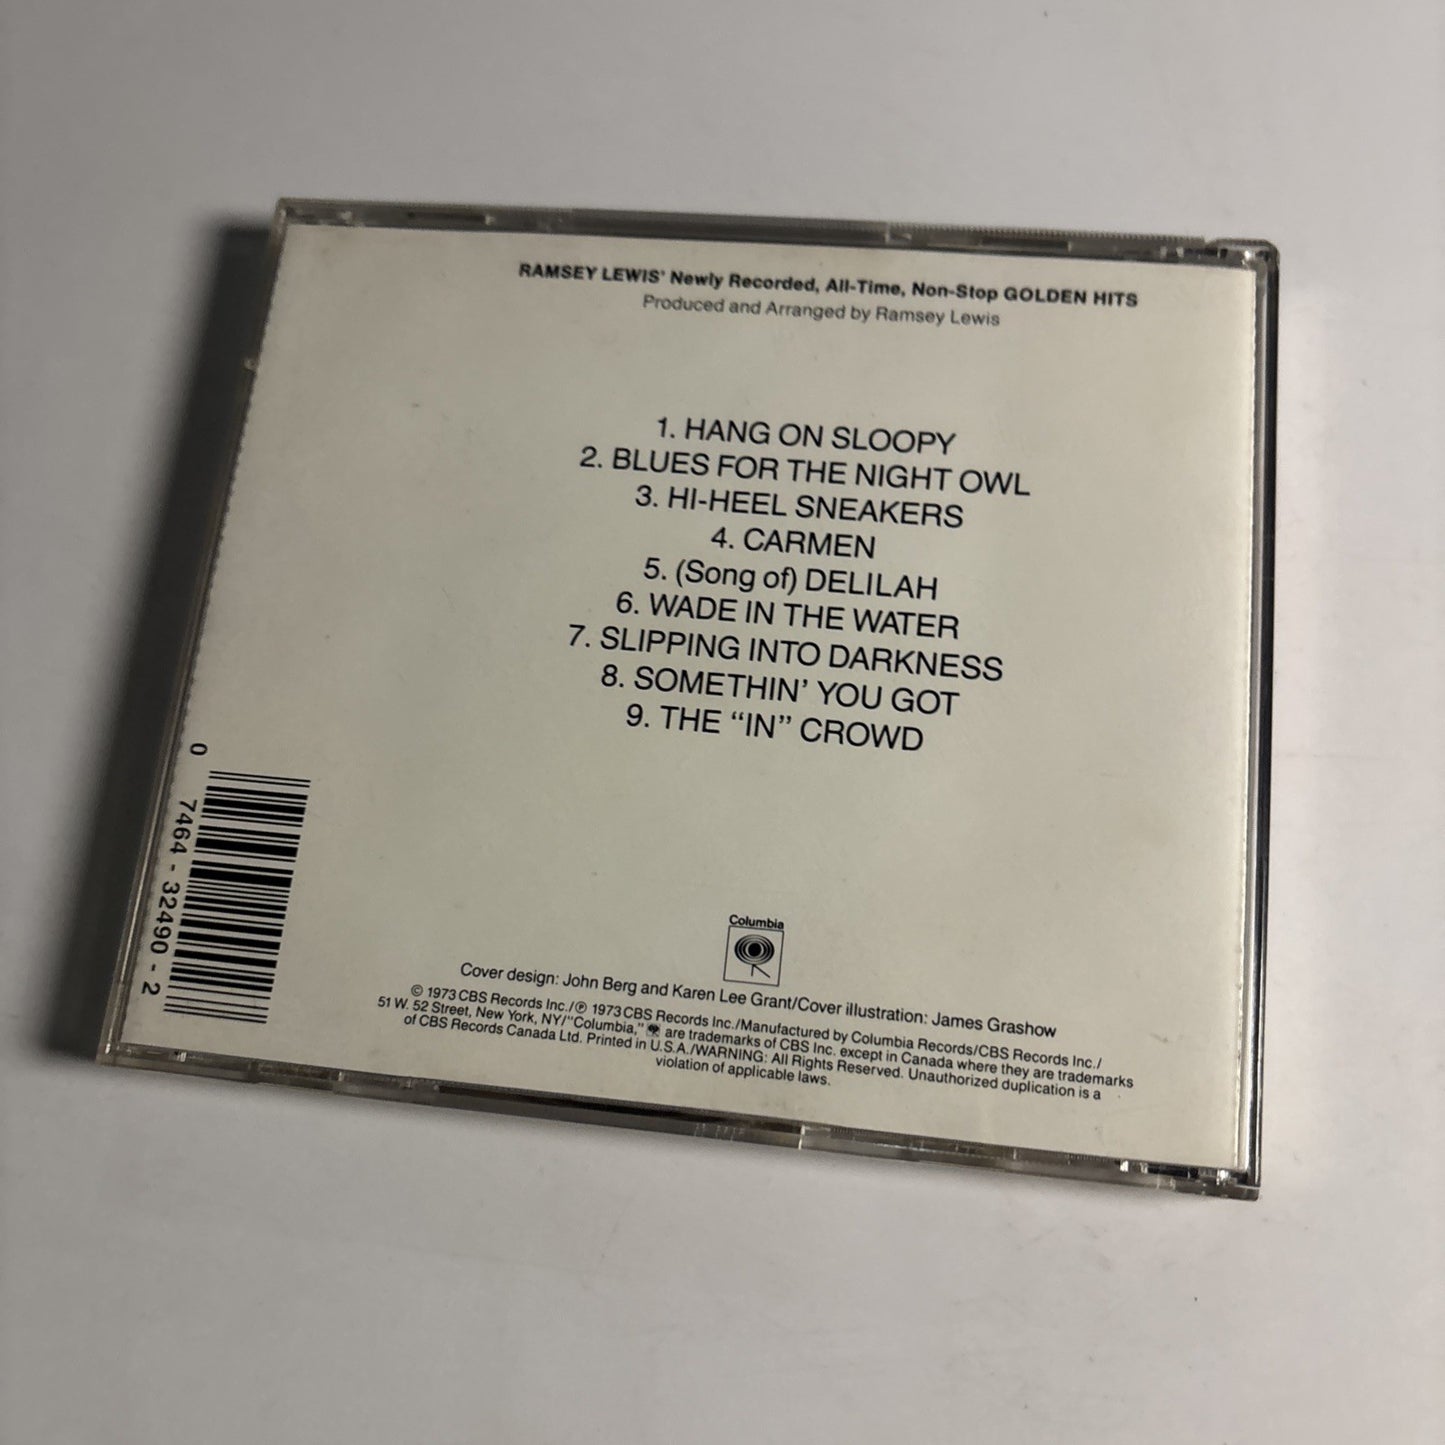 RAMSEY LEWIS' Newly Recorded, All-Time, Non-Stop GOLDEN HITS
Produced and Arranged by Ramsey Lewis
1. HANG ON SLOOPY
2. BLUES FOR THE NIGHT OWL
3. HI-HEEL SNEAKERS
4. CARMEN
5. (Song of) DELILAH
6. WADE IN THE WATER
7. SLIPPING INTO DARKNESS
8. SOMETHIN' YOU GOT
9. THE “IN” CROWD
0 7464 - 32490 - 2
Columbia
Cover design: John Berg and Karen Lee Grant/Cover illustration: James Grashow
© 1973 CBS Records Inc./℗ 1973 CBS Records Inc./Manufactured by Columbia Records/CBS Records Inc./
51 W. 52 Street, New York, NY/"Columbia," are trademarks of CBS Inc. except in Canada where they are trademarks
of CBS Records Canada Ltd. Printed in U.S.A./WARNING: All Rights Reserved. Unauthorized duplication is a
violation of applicable laws.